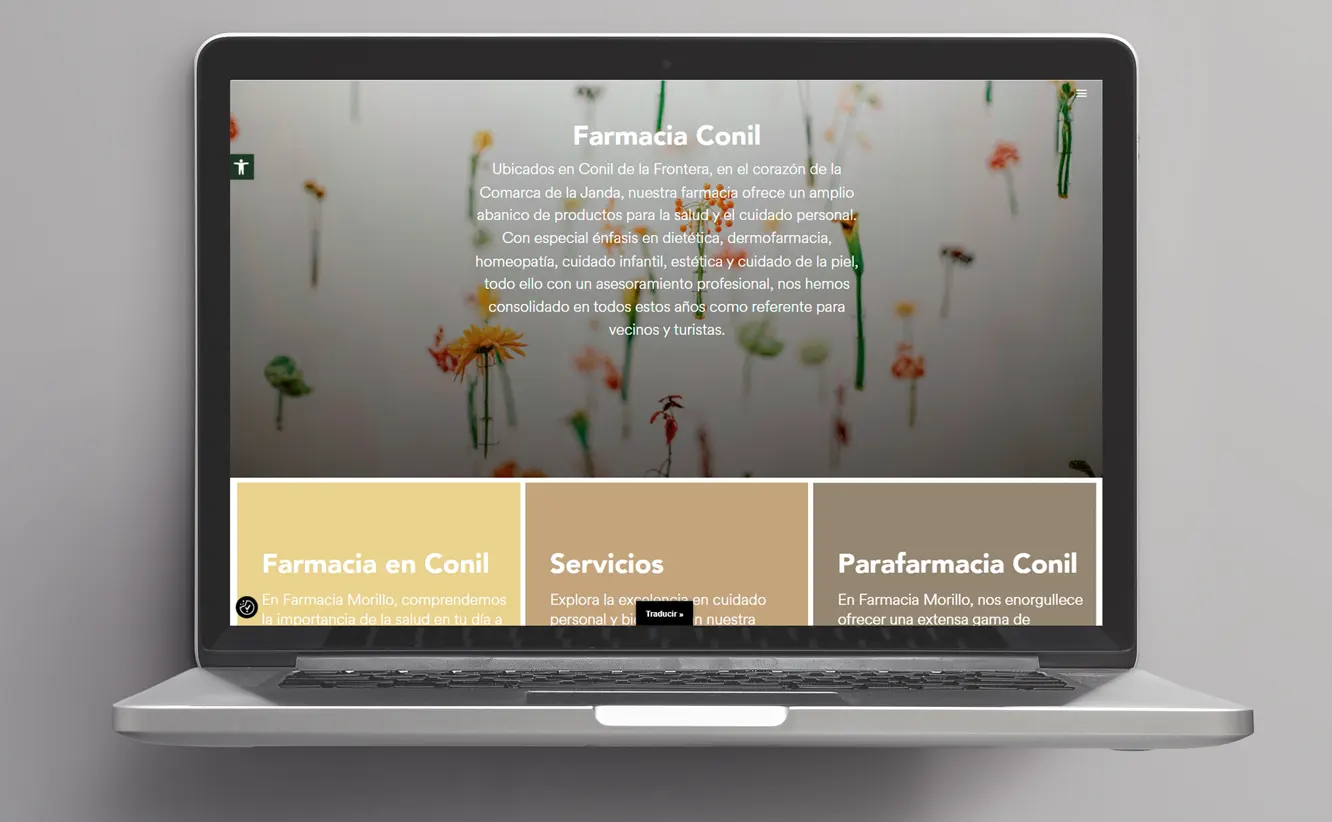 Farmacia Conil
Ubicados en Conil de la Frontera, en el corazón de la
Comarca de la Janda, nuestra farmacia ofrece un amplio
abanico de productos para la salud y el cuidado personal.
Con especial énfasis en dietética, dermofarmacia,
homeopatía, cuidado infantil, estética y cuidado de la piel,
todo ello con un asesoramiento profesional, nos hemos
consolidado en todos estos años como referente para
vecinos y turistas.
Farmacia en Conil
En Farmacia Morillo, comprendemos
la importancia de la salud en tu día a
Servicios
Explora la excelencia en cuidado
personal y n nuestra
Traducir »
Parafarmacia Conil
En Farmacia Morillo, nos enorgullece
ofrecer una extensa gama de